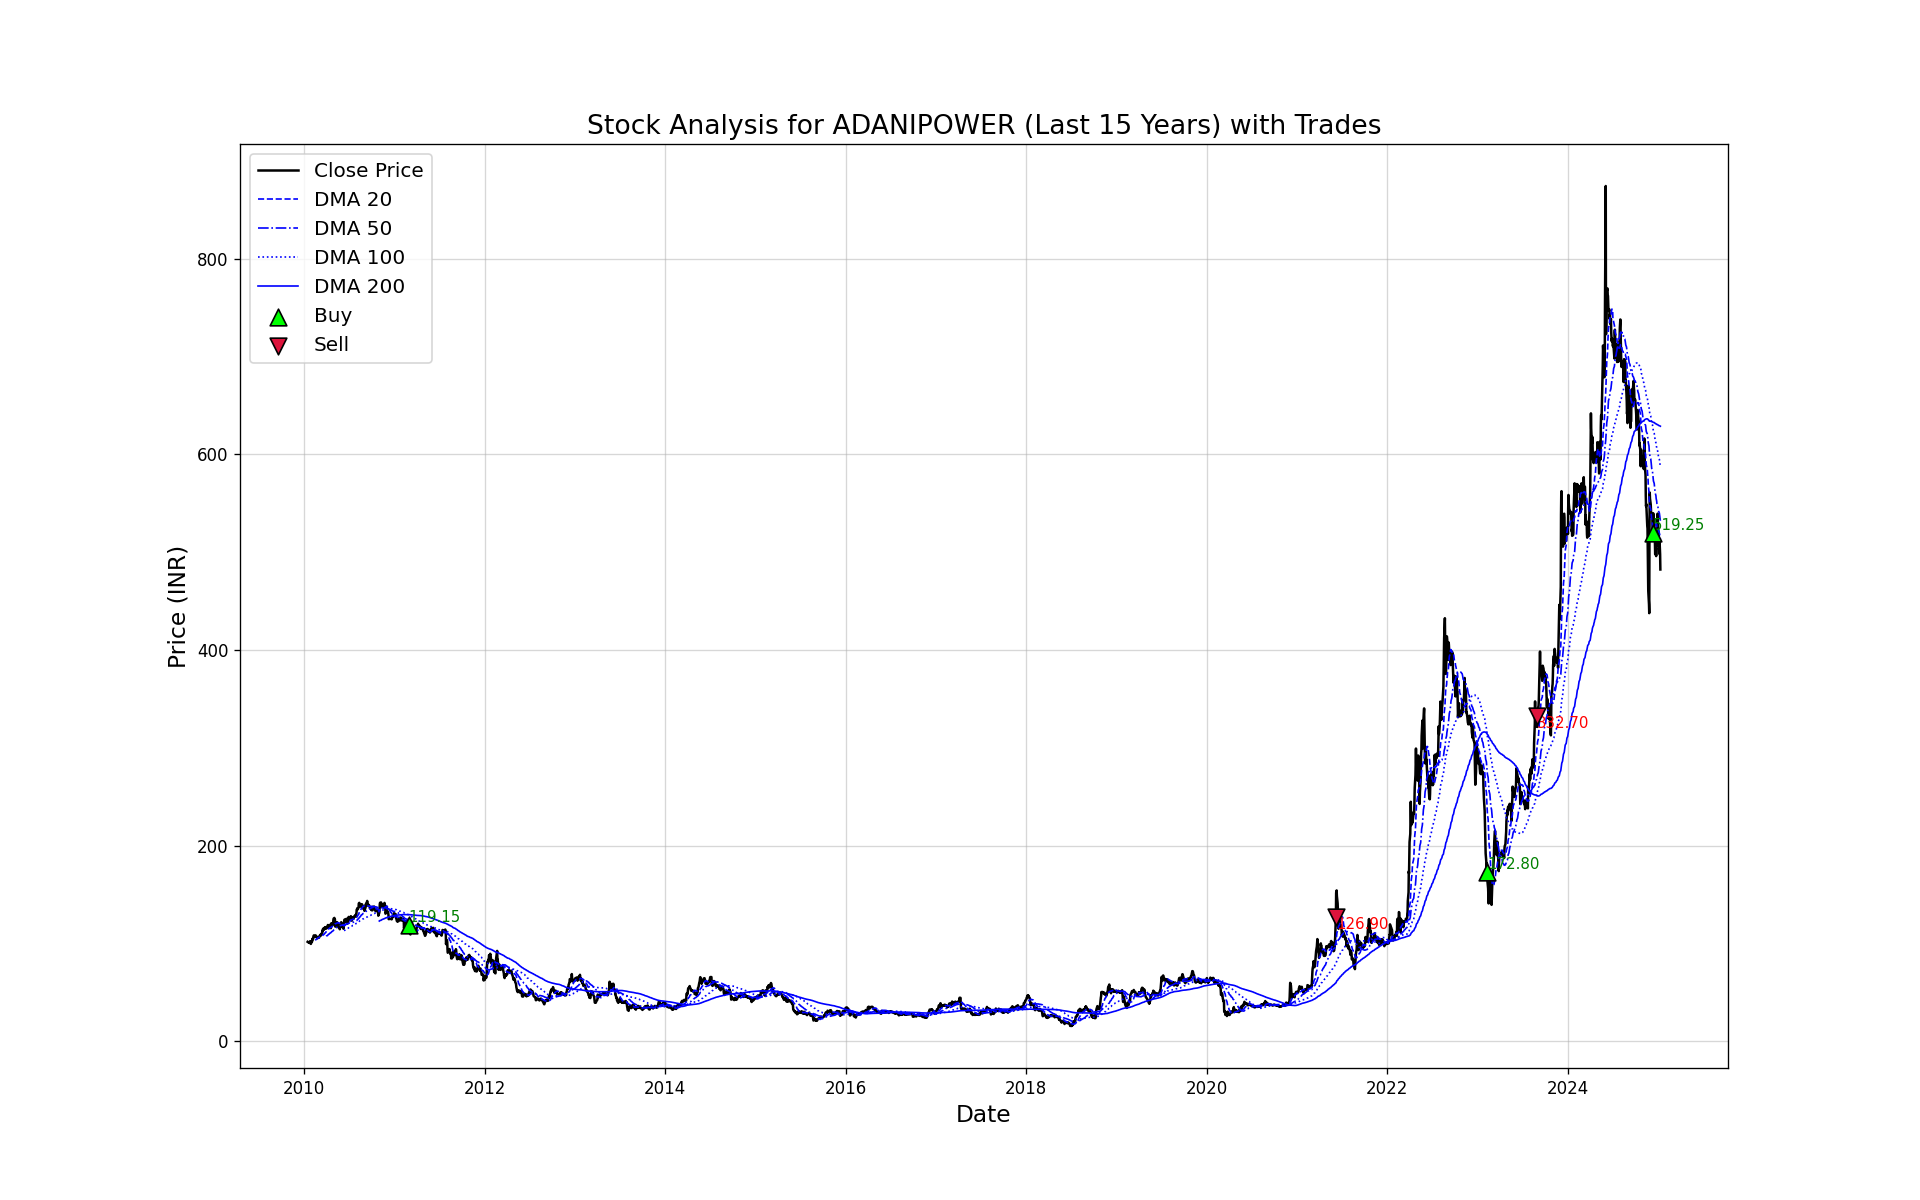 Stock Analysis for ADANIPOWER (Last 15 Years) with Trades
Close Price
DMA 20
DMA 50
DMA 100
DMA 200
Buy
Sell
Price (INR)
800
600
400
200
0
519.25
332.70
126.90
119.15
2010
2012
2014
2016
2018
2020
2022
2024
Date